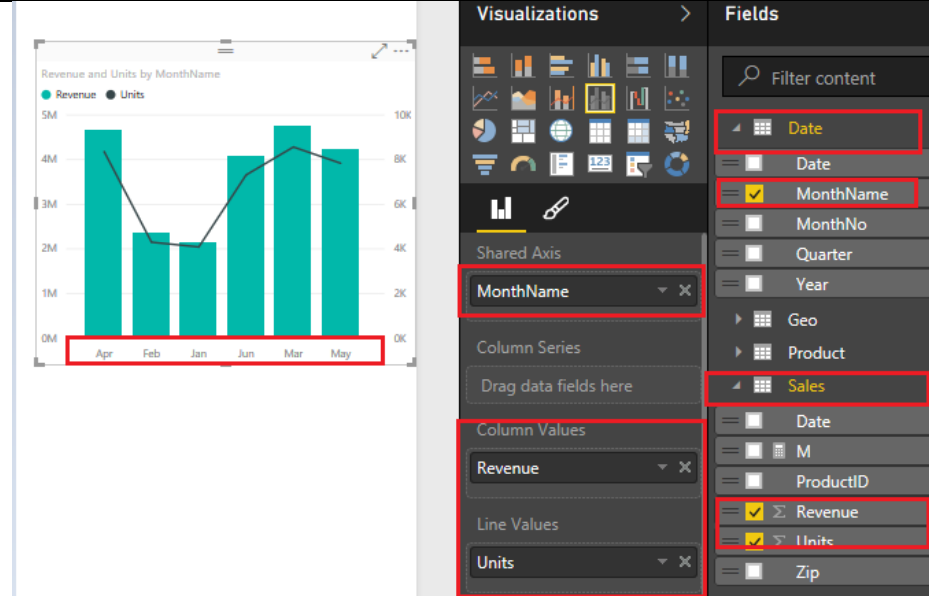 Visualizations
Fields
Revenue and Units by MonthName
Revenue Units
5M
4M
3M
2M
1M
0M
10K
8K
6K
4K
2K
0K
Apr Feb Jan Jun Mar May
123
Shared Axis
MonthName
Column Series
Drag data fields here
Column Values
Revenue
Line Values
Units
Filter content
Date
Date
MonthName
MonthNo
Quarter
Year
Geo
Product
Sales
Date
M
ProductID
Σ Revenue
Σ Units
Zip